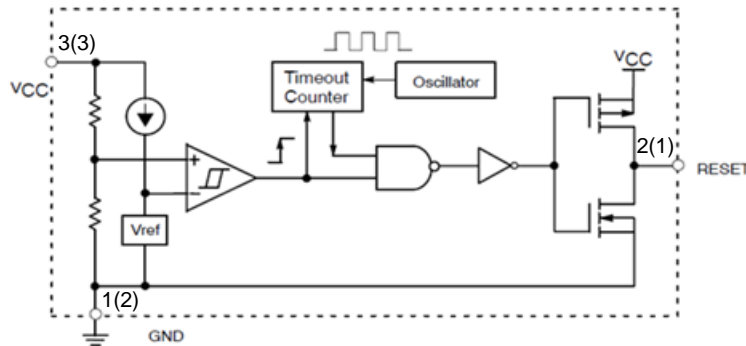 3(3)
VCC
Timeout
Counter
Oscillator
VCC
2(1)
RESET
+
−
Vref
1(2)
GND